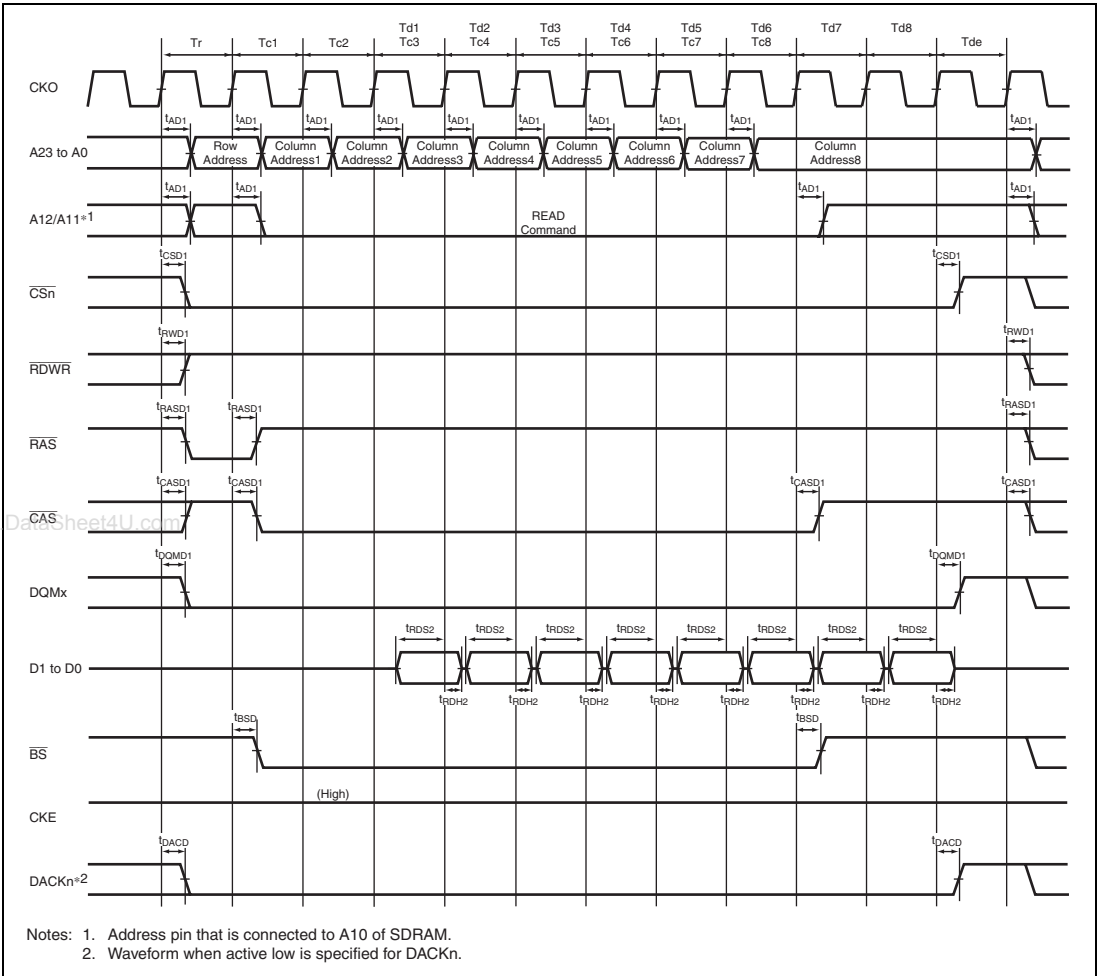 Td1 Td2 Td3 Td4 Td5 Td6 Td7 Td8
Tr Tc1 Tc2 Tc3 Tc4 Tc5 Tc6 Tc7 Tc8 Tde
CKO
tAD1 tAD1 tAD1 tAD1 tAD1 tAD1 tAD1 tAD1 tAD1 tAD1
A23 to A0
Row Address
Column Address1
Column Address2
Column Address3
Column Address4
Column Address5
Column Address6
Column Address7
Column Address8
tAD1 tAD1 tAD1 tAD1
A12/A11*1
READ
Command
tCSD1 tCSD1
CSn
tRWD1 tRWD1
RDWR
tRASD1 tRASD1 tRASD1
RAS
tCASD1 tCASD1 tCASD1 tCASD1
CAS
DataSheet4U.com
tDQMD1 tDQMD1
DQMx
tRDS2 tRDS2 tRDS2 tRDS2 tRDS2 tRDS2 tRDS2 tRDS2
D1 to D0
tRDH2 tRDH2 tRDH2 tRDH2 tRDH2 tRDH2 tRDH2 tRDH2
tBSD tBSD
BS
(High)
CKE
tDACD tDACD
DACKn*2
Notes: 1. Address pin that is connected to A10 of SDRAM.
2. Waveform when active low is specified for DACKn.